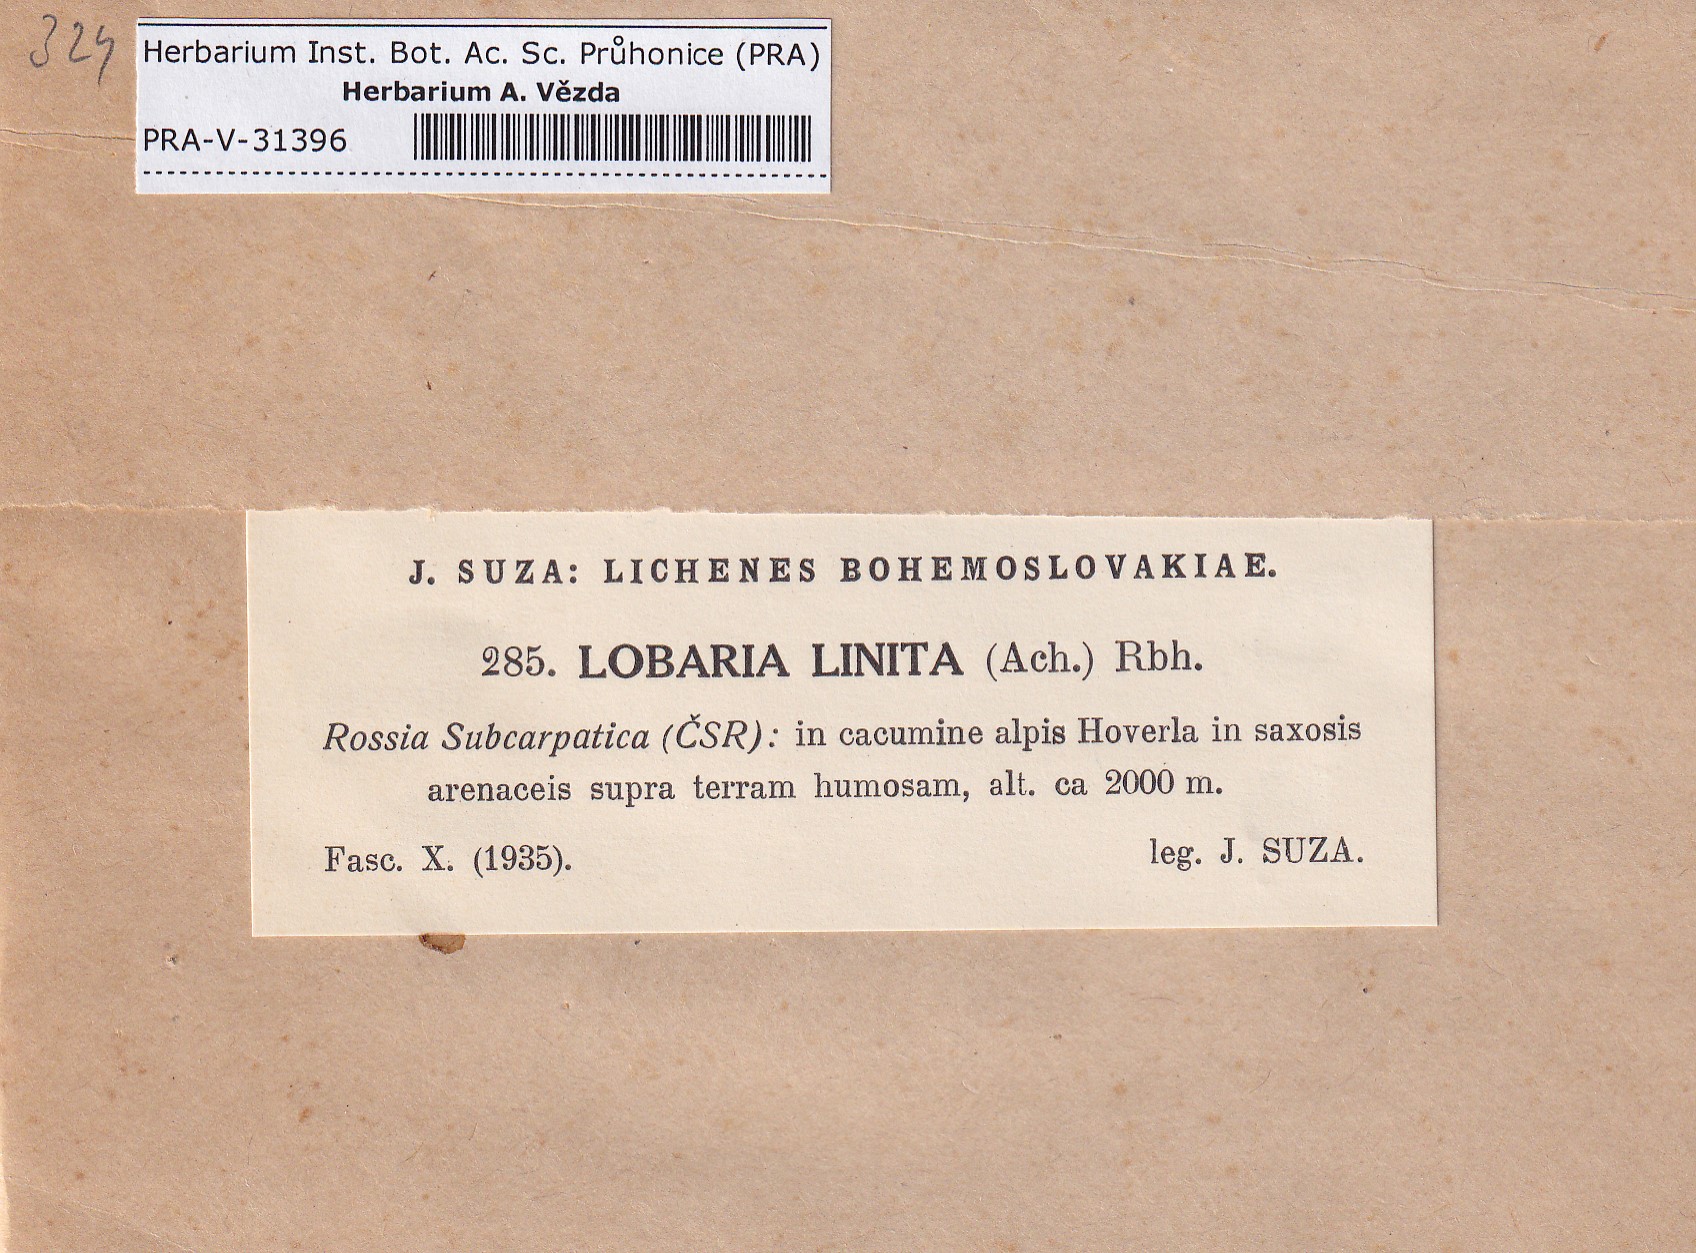 324
Herbarium Inst. Bot. Ac. Sc. Průhonice (PRA)
Herbarium A. Vězda
PRA-V-31396
J. SUZA: LICHENES BOHEMOSLOVAKIAE.
285. LOBARIA LINITA (Ach.) Rbh.
Rossia Subcarpatica (ČSR): in cacumine alpis Hoverla in saxosis
arenaceis supra terram humosam, alt. ca 2000 m.
Fasc. X. (1935). leg. J. SUZA.